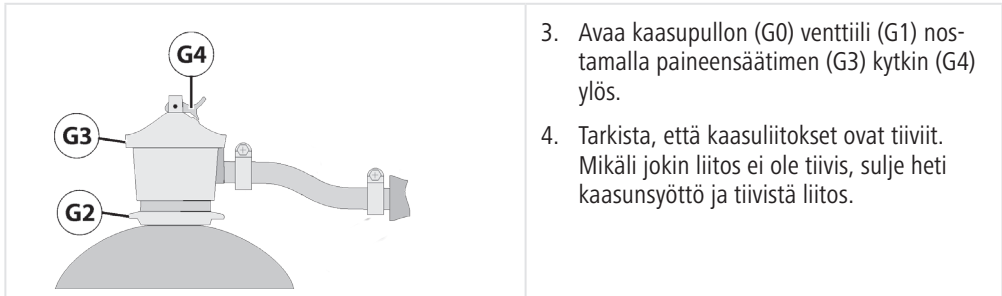 G4
G3
G2
3. Avaa kaasupullon (G0) venttiili (G1) nos-
tamalla paineensäätimen (G3) kytkin (G4)
ylös.
4. Tarkista, että kaasuliitokset ovat tiiviit.
Mikäli jokin liitos ei ole tiivis, sulje heti
kaasunsyöttö ja tiivistä liitos.